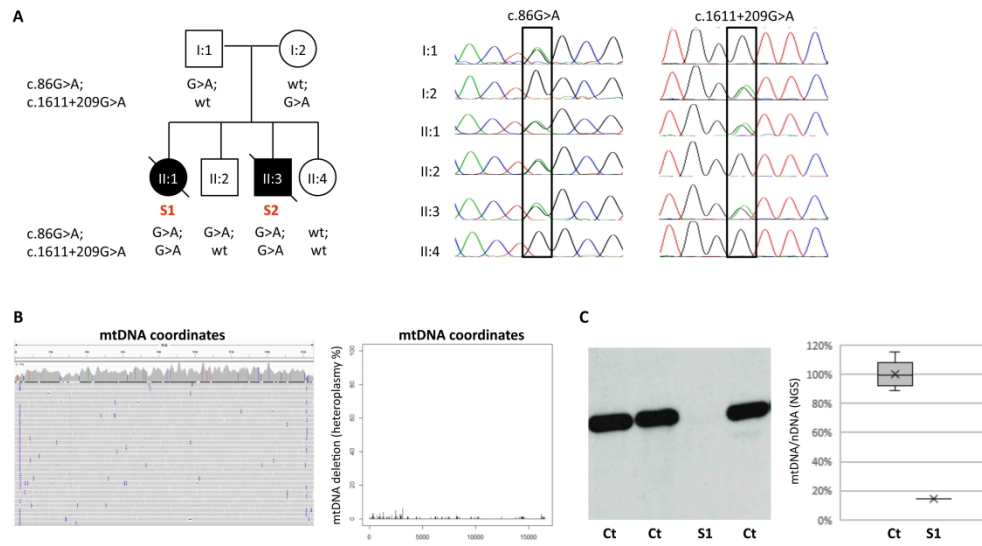 A
I:1
I:2
c.86G>A;
c.1611+209G>A
G>A;
wt
wt;
G>A
II:1
II:2
II:3
II:4
S1
S2
c.86G>A;
c.1611+209G>A
G>A;
G>A
G>A;
wt
G>A;
G>A
wt;
wt
c.86G>A
c.1611+209G>A
I:1
I:2
II:1
II:2
II:3
II:4
B
mtDNA coordinates
mtDNA coordinates
mtDNA deletion (heteroplasmy %)
100
80
60
40
20
0
0
5000
10000
15000
C
Ct
Ct
S1
Ct
mtDNA/nDNA (NGS)
120%
100%
80%
60%
40%
20%
0%
Ct
S1